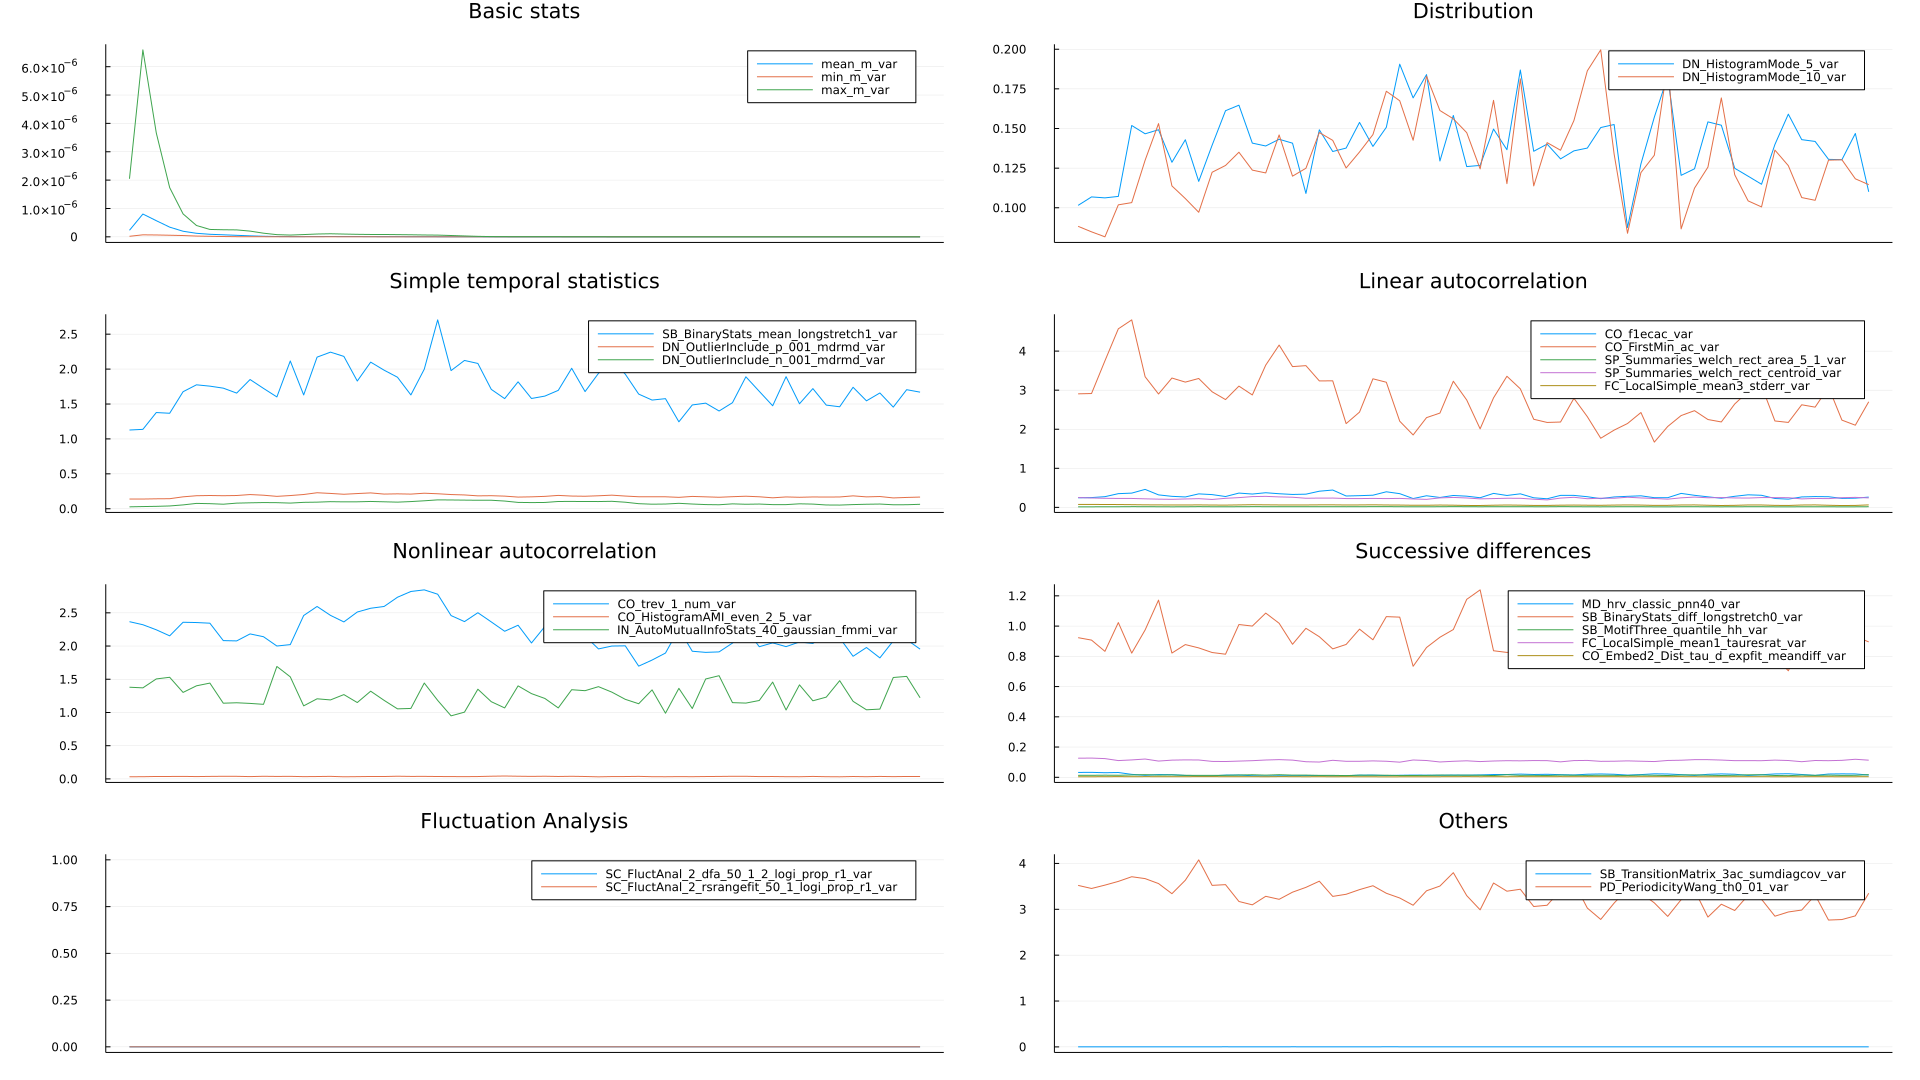 Basic stats
6.0×10⁻⁶
5.0×10⁻⁶
4.0×10⁻⁶
3.0×10⁻⁶
2.0×10⁻⁶
1.0×10⁻⁶
0
mean_m_var
min_m_var
max_m_var
Distribution
0.200
0.175
0.150
0.125
0.100
DN_HistogramMode_5_var
DN_HistogramMode_10_var
Simple temporal statistics
2.5
2.0
1.5
1.0
0.5
0.0
SB_BinaryStats_mean_longstretch1_var
DN_OutlierInclude_p_001_mdrmd_var
DN_OutlierInclude_n_001_mdrmd_var
Linear autocorrelation
4
3
2
1
0
CO_f1ecac_var
CO_FirstMin_ac_var
SP_Summaries_welch_rect_area_5_1_var
SP_Summaries_welch_rect_centroid_var
FC_LocalSimple_mean3_stderr_var
Nonlinear autocorrelation
2.5
2.0
1.5
1.0
0.5
0.0
CO_trev_1_num_var
CO_HistogramAMI_even_2_5_var
IN_AutoMutualInfoStats_40_gaussian_fmmi_var
Successive differences
1.2
1.0
0.8
0.6
0.4
0.2
0.0
MD_hrv_classic_pnn40_var
SB_BinaryStats_diff_longstretch0_var
SB_MotifThree_quantile_hh_var
FC_LocalSimple_mean1_tauresrat_var
CO_Embed2_Dist_tau_d_expfit_meandiff_var
Fluctuation Analysis
1.00
0.75
0.50
0.25
0.00
SC_FluctAnal_2_dfa_50_1_2_logi_prop_r1_var
SC_FluctAnal_2_rsrangefit_50_1_logi_prop_r1_var
Others
4
3
2
1
0
SB_TransitionMatrix_3ac_sumdiagcov_var
PD_PeriodicityWang_th0_01_var